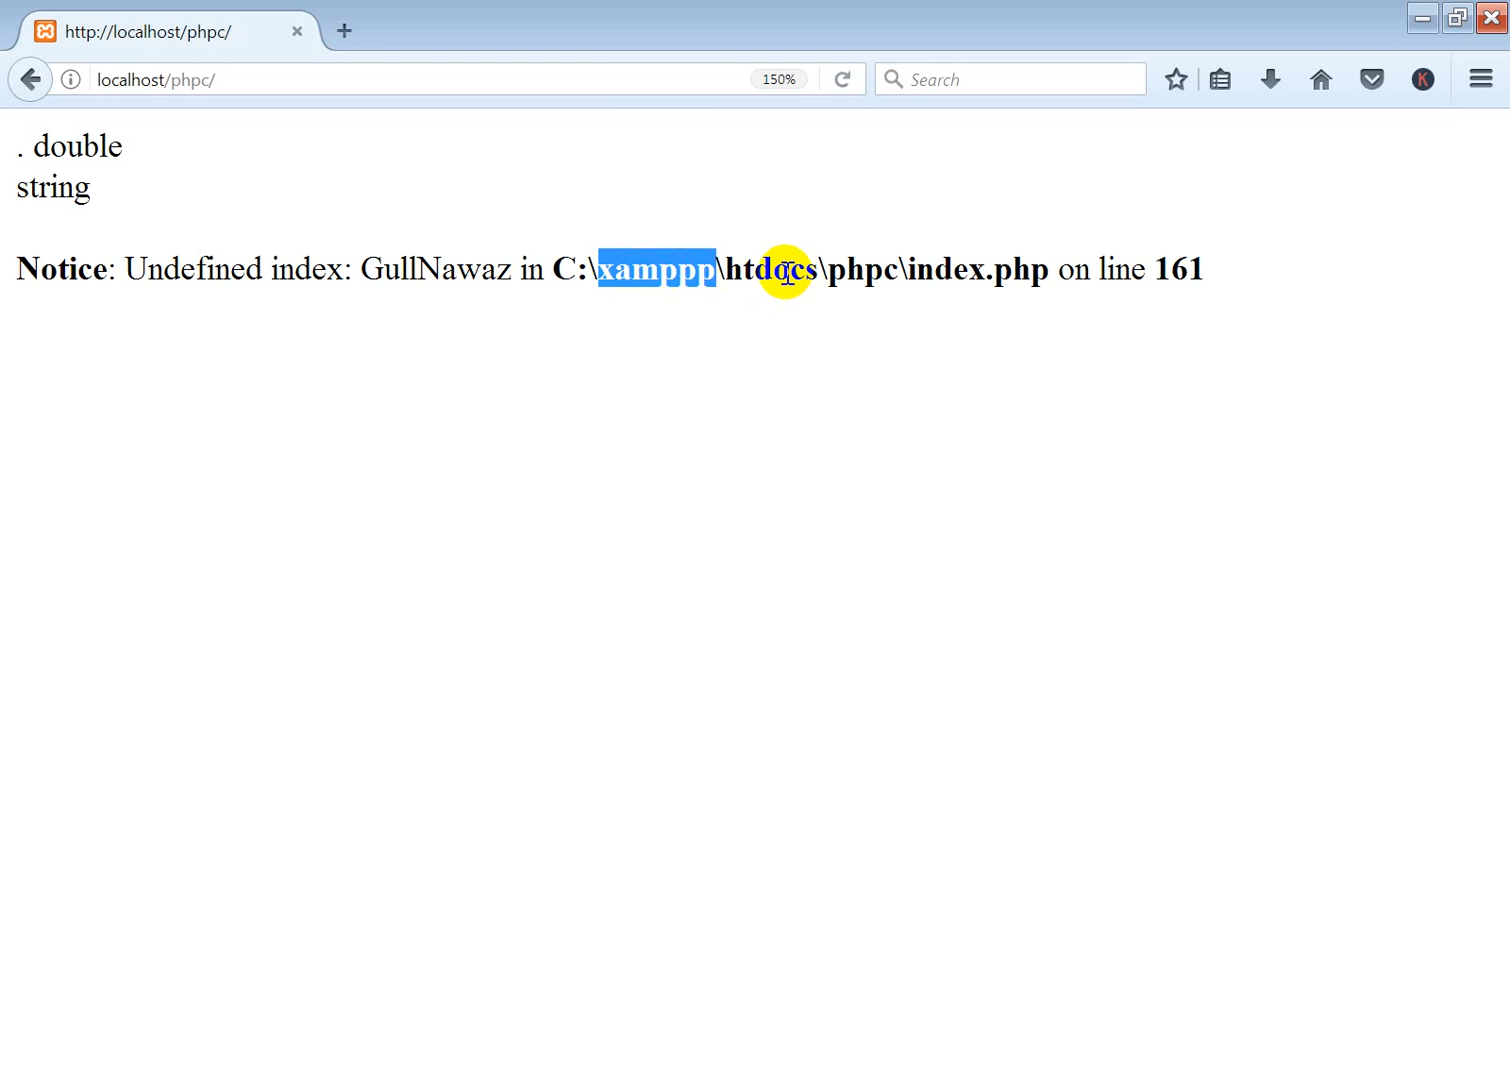 http://localhost/phpc/
localhost/phpc/
150%
Search
K
. double
string
Notice: Undefined index: GullNawaz in C:\xamppp\htdocs\phpc\index.php on line 161